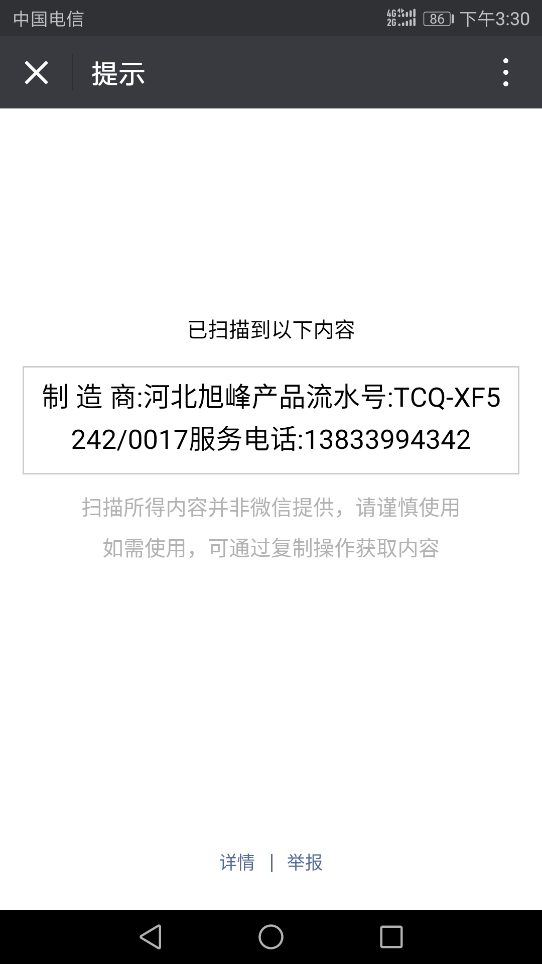 中国电信 4G 2G 86 下午3:30
提示
已扫描到以下内容
制 造 商:河北旭峰产品流水号:TCQ-XF5
242/0017服务电话:13833994342
扫描所得内容并非微信提供，请谨慎使用
如需使用，可通过复制操作获取内容
详情 | 举报